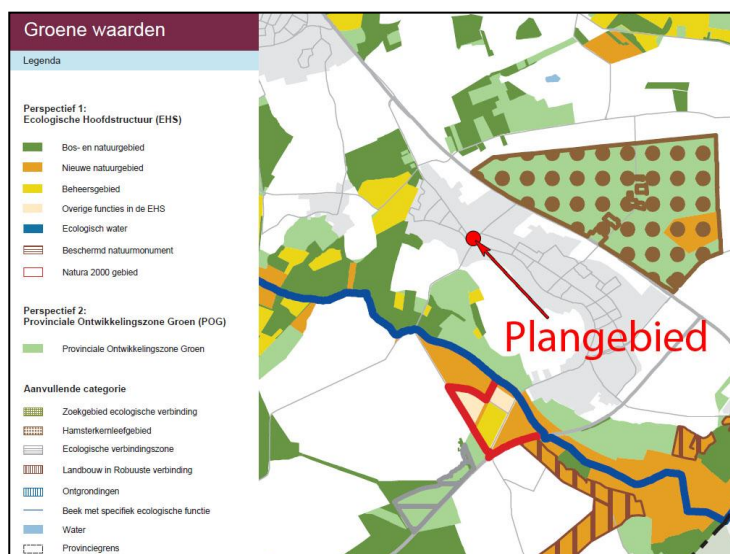 Groene waarden
Legenda
Perspectief 1:
Ecologische Hoofdstructuur (EHS)
Bos- en natuurgebied
Nieuwe natuurgebied
Beheersgebied
Overige functies in de EHS
Ecologisch water
Beschermd natuurmonument
Natura 2000 gebied
Perspectief 2:
Provinciale Ontwikkelingszone Groen (POG)
Provinciale Ontwikkelingszone Groen
Aanvullende categorie
Zoekgebied ecologische verbinding
Hamsterkernleefgebied
Ecologische verbindingszone
Landbouw in Robuuste verbinding
Ontgrondingen
Beek met specifiek ecologische functie
Water
Provinciegrens
Plangebied